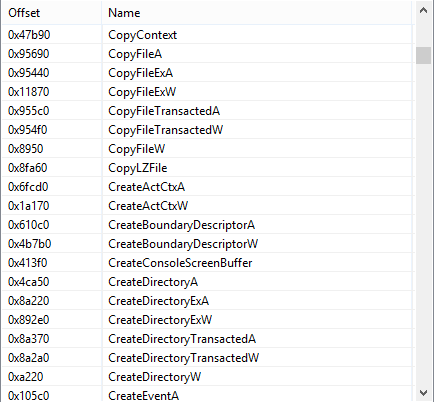 Offset Name
0x47b90 CopyContext
0x95690 CopyFileA
0x95440 CopyFileExA
0x11870 CopyFileExW
0x955c0 CopyFileTransactedA
0x954f0 CopyFileTransactedW
0x8950 CopyFileW
0x8fa60 CopyLZFile
0x6fcd0 CreateActCtxA
0x1a170 CreateActCtxW
0x610c0 CreateBoundaryDescriptorA
0x4b7b0 CreateBoundaryDescriptorW
0x413f0 CreateConsoleScreenBuffer
0x4ca50 CreateDirectoryA
0x8a220 CreateDirectoryExA
0x892e0 CreateDirectoryExW
0x8a370 CreateDirectoryTransactedA
0x8a2a0 CreateDirectoryTransactedW
0xa220 CreateDirectoryW
0x105c0 CreateEventA